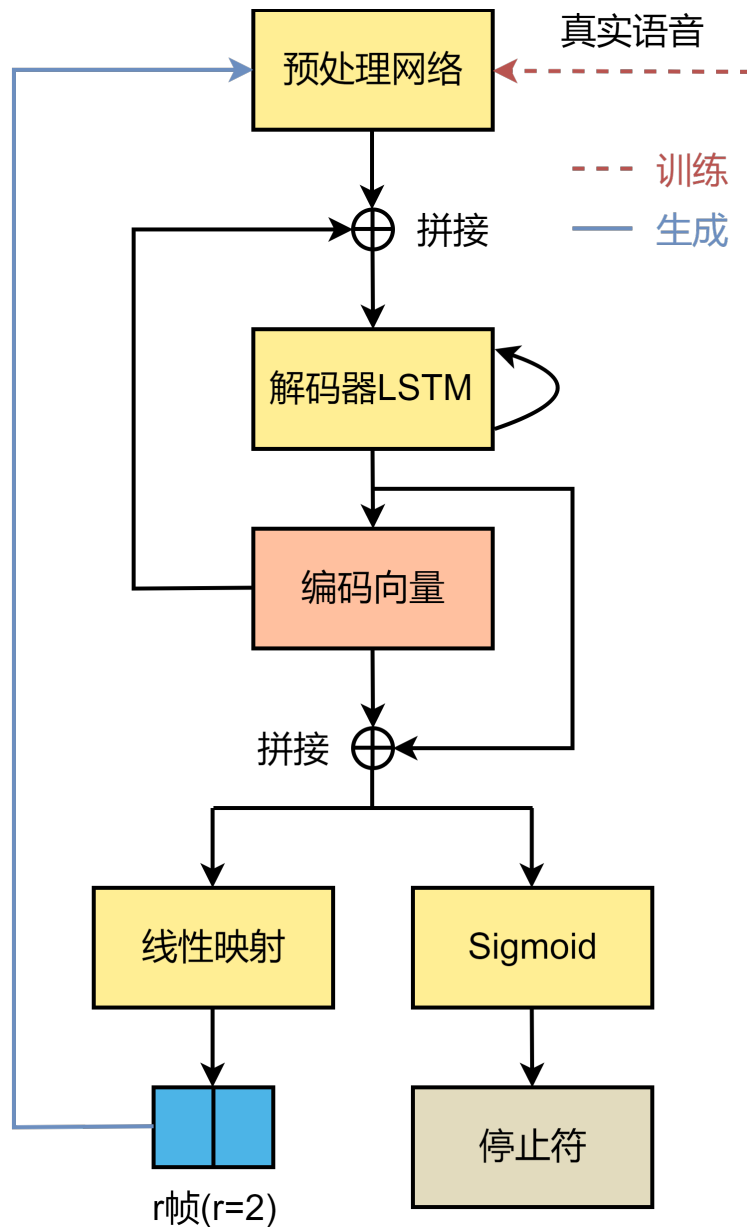 真实语音
预处理网络
训练
拼接
生成
解码器LSTM
编码向量
拼接
线性映射
Sigmoid
停止符
r帧(r=2)